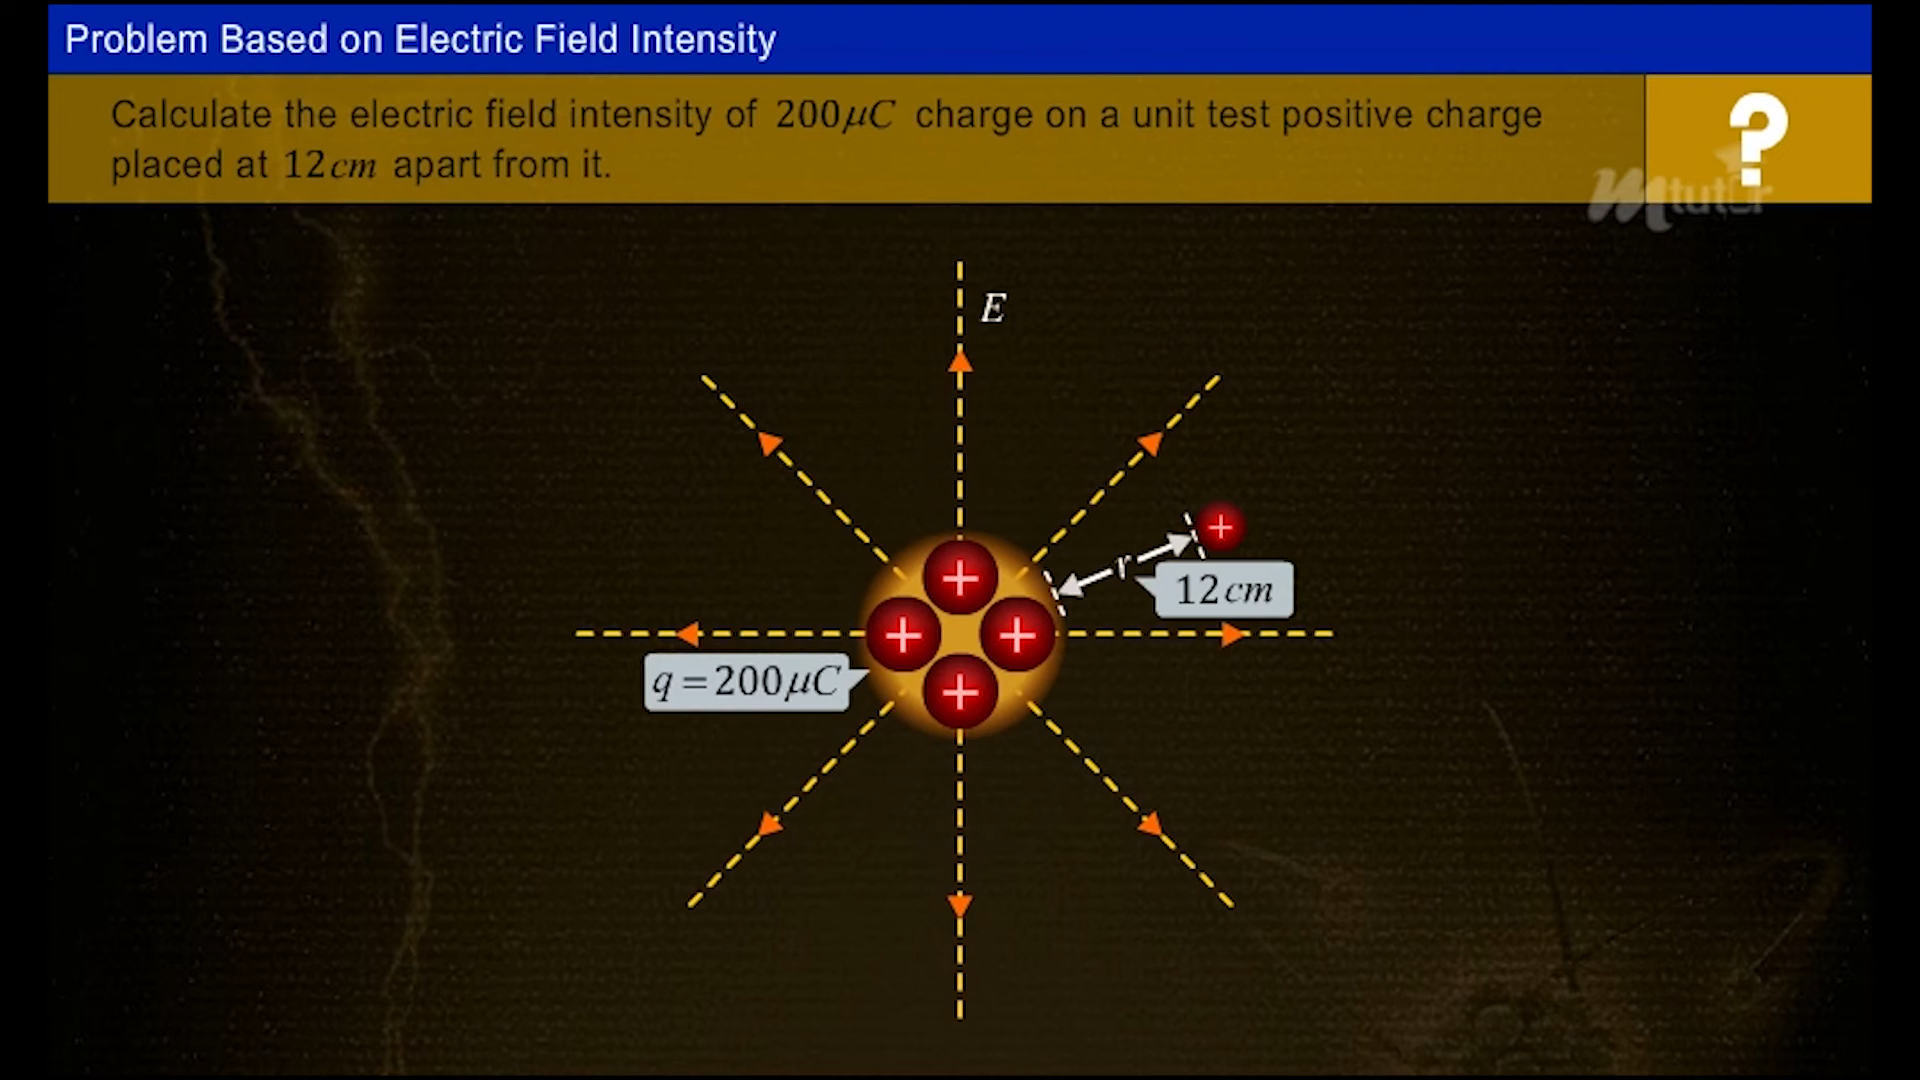 Problem Based on Electric Field Intensity
Calculate the electric field intensity of 200μC charge on a unit test positive charge
placed at 12cm apart from it.
?
mtutor
E
+
r
12cm
+
+ +
q = 200μC
+